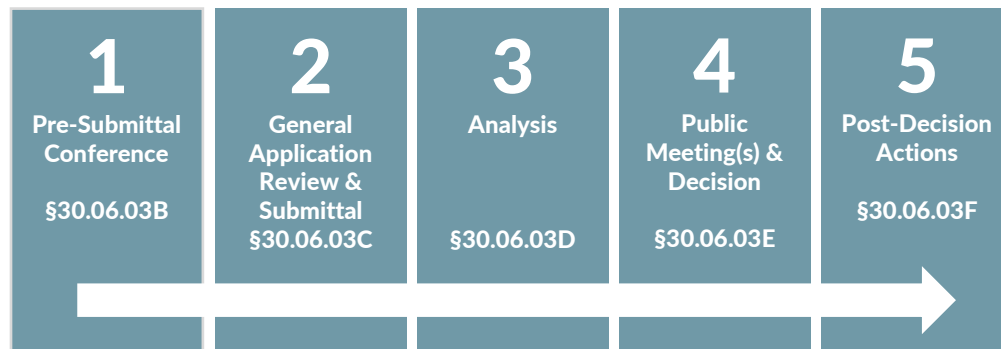 1
Pre-Submittal
Conference
§30.06.03B
2
General
Application
Review &
Submittal
§30.06.03C
3
Analysis
§30.06.03D
4
Public
Meeting(s) &
Decision
§30.06.03E
5
Post-Decision
Actions
§30.06.03F